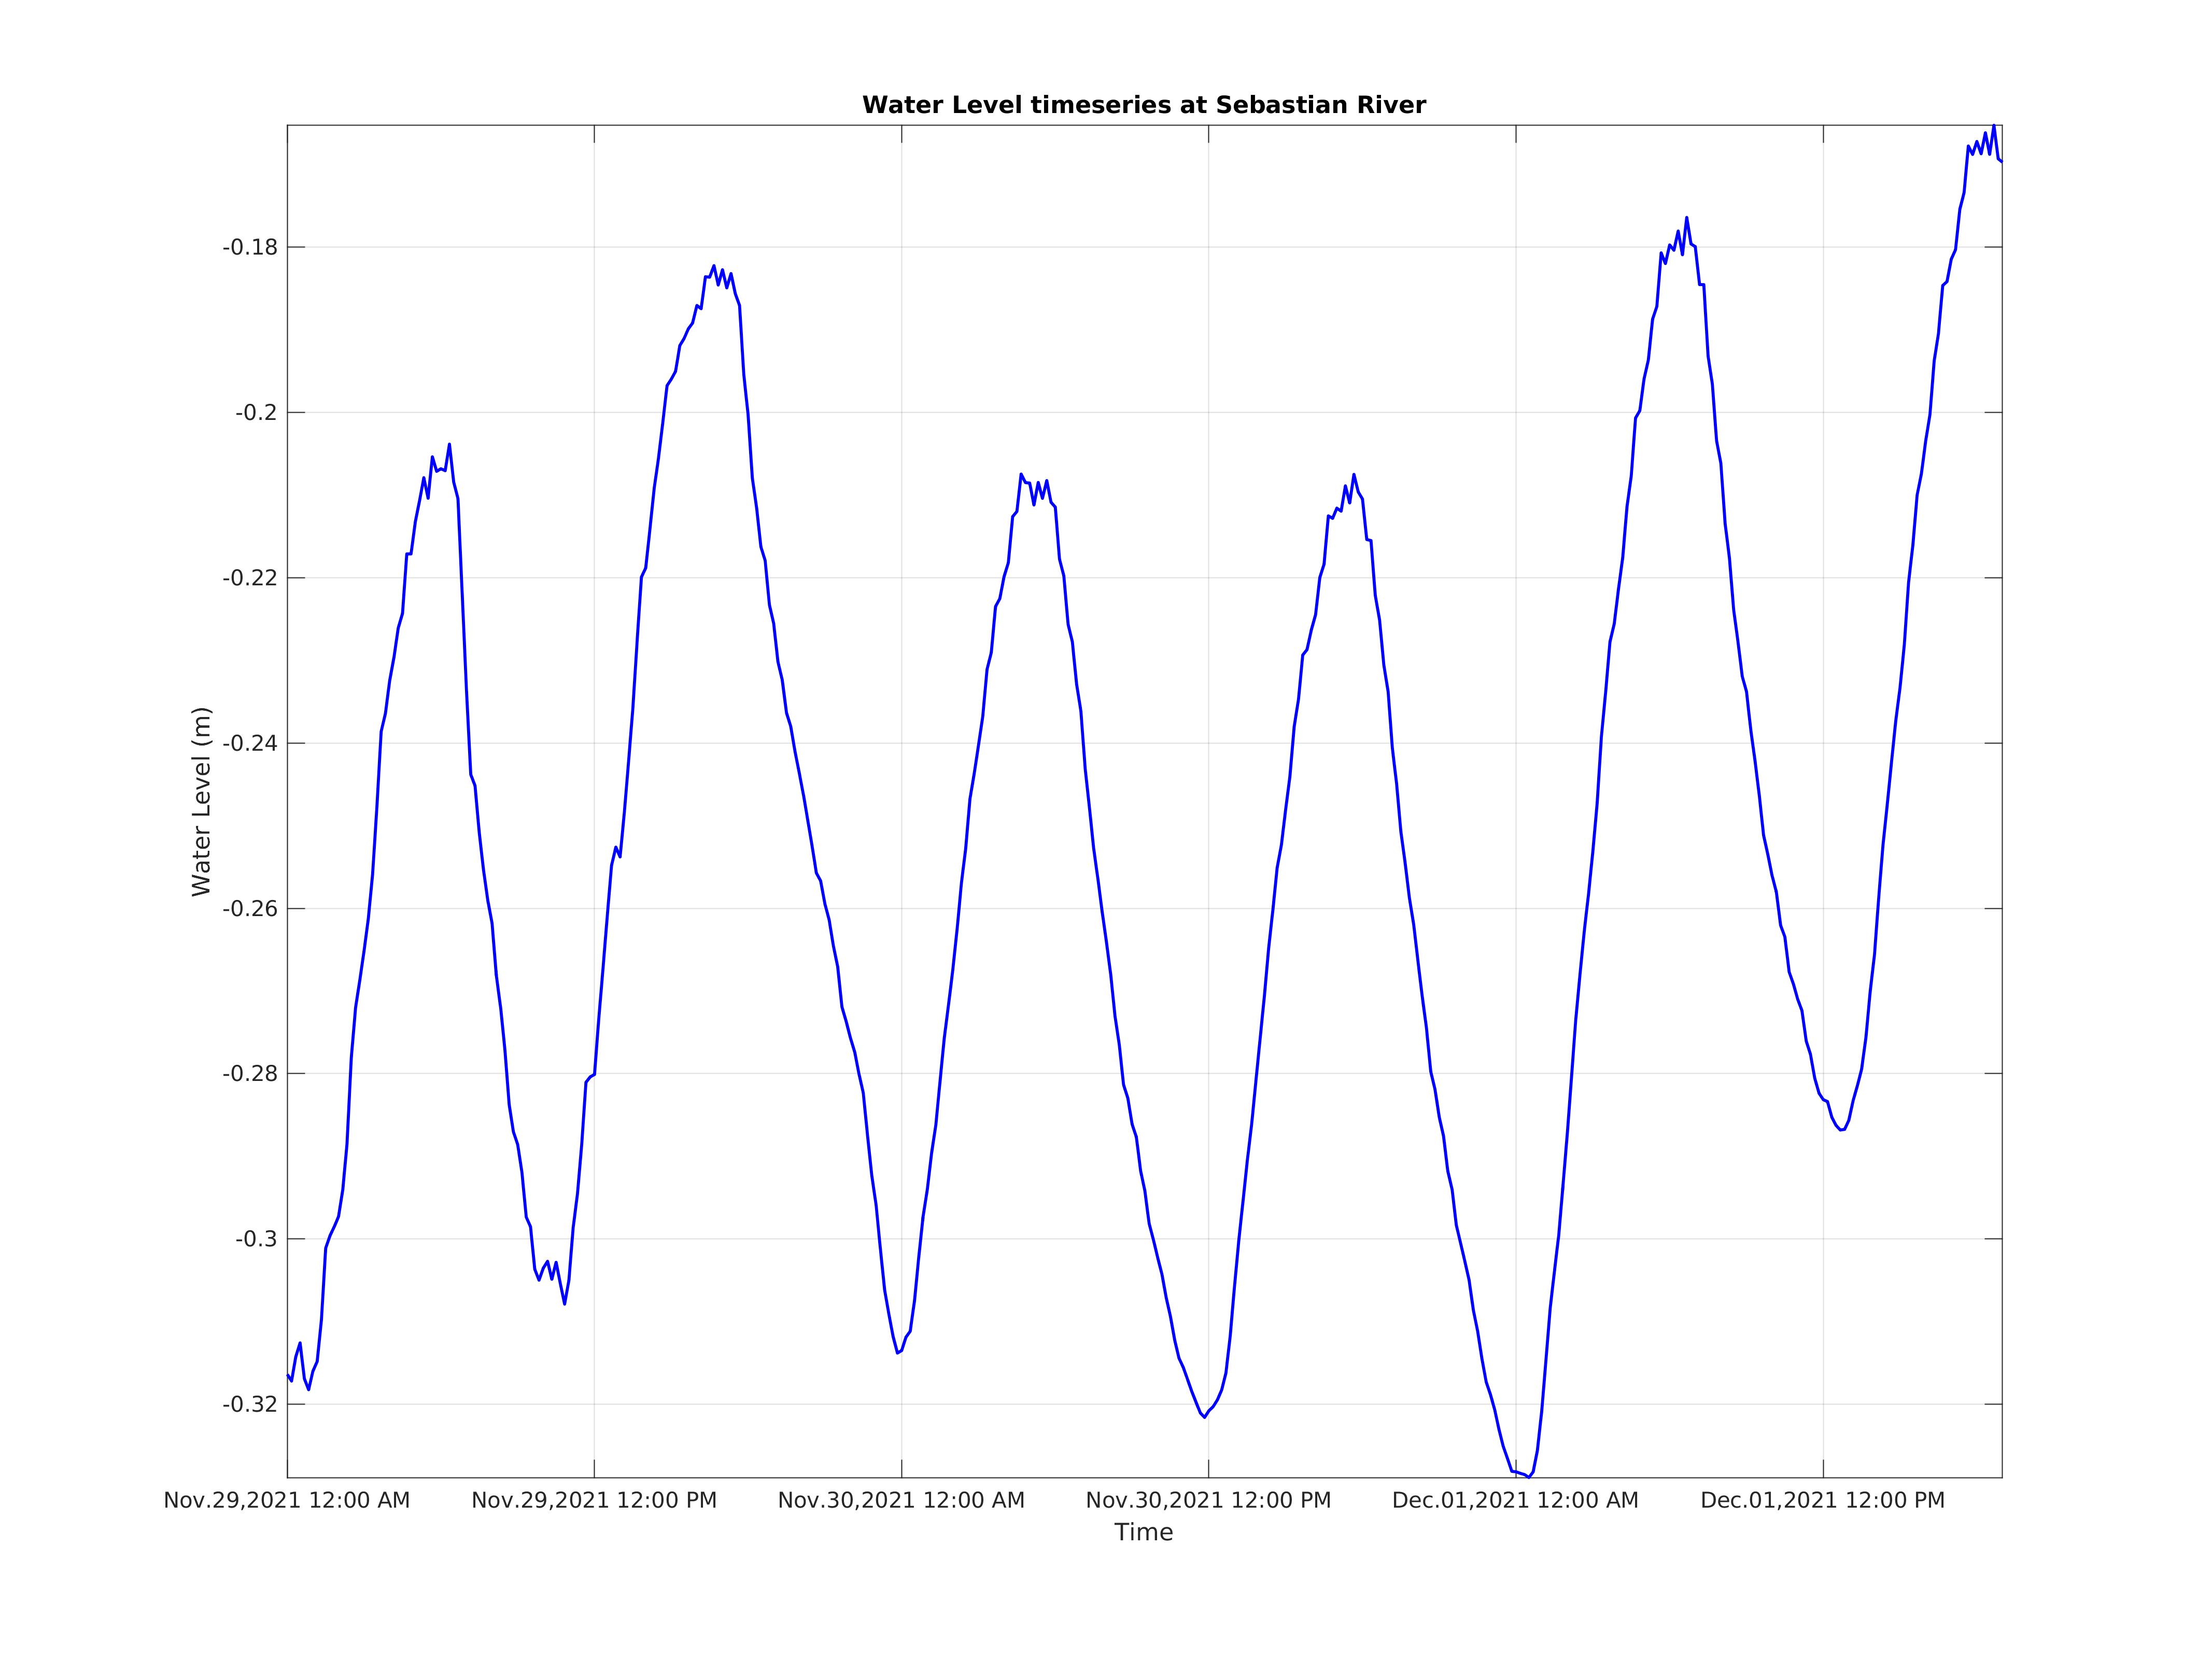 Water Level timeseries at Sebastian River
Water Level (m)
-0.18
-0.2
-0.22
-0.24
-0.26
-0.28
-0.3
-0.32
Nov.29,2021 12:00 AM
Nov.29,2021 12:00 PM
Nov.30,2021 12:00 AM
Nov.30,2021 12:00 PM
Dec.01,2021 12:00 AM
Dec.01,2021 12:00 PM
Time